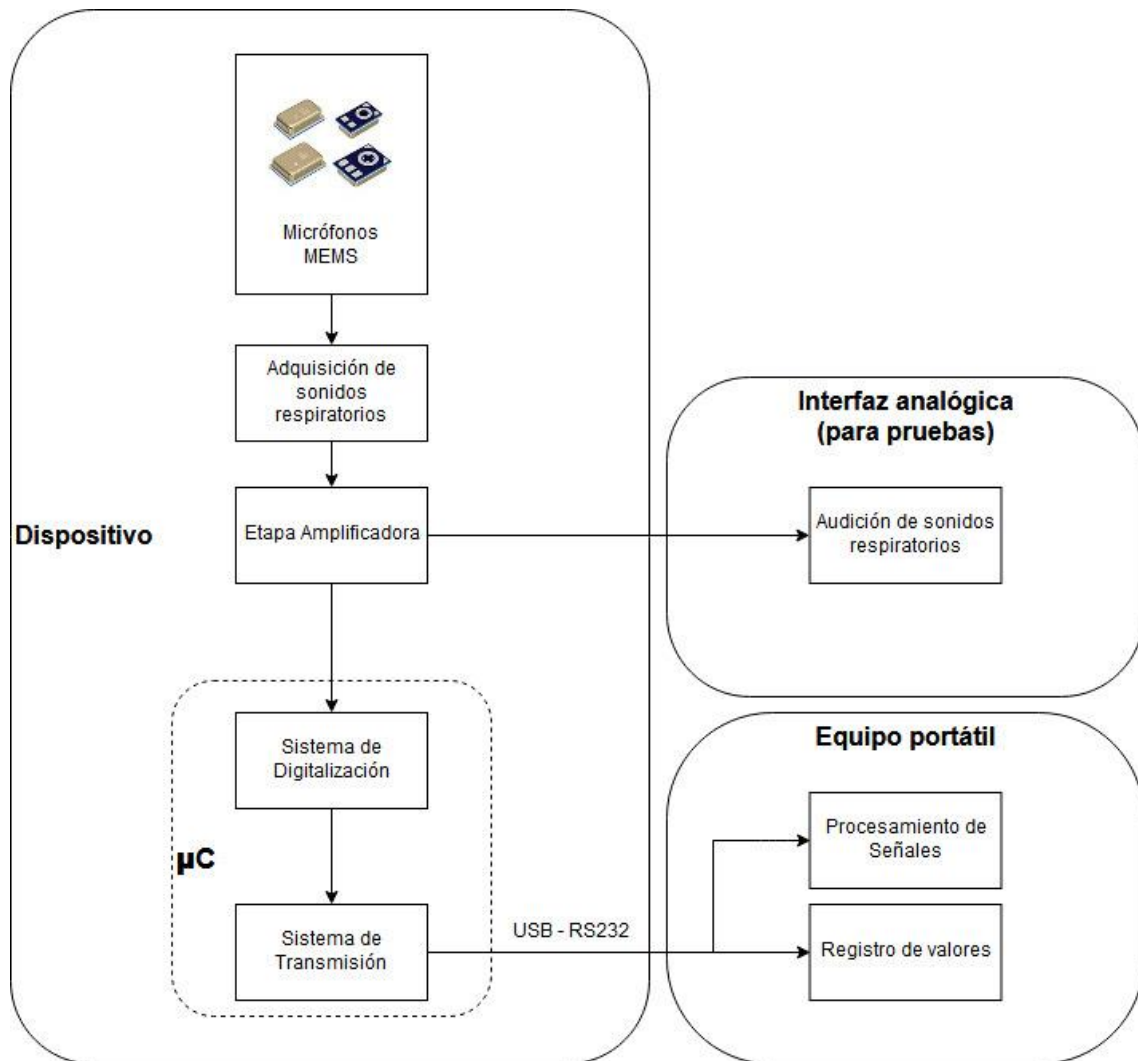 Micrófonos
MEMS
Adquisición de
sonidos
respiratorios
Dispositivo
Etapa Amplificadora
Interfaz analógica
(para pruebas)
Audición de sonidos
respiratorios
Sistema de
Digitalización
µC
Sistema de
Transmisión
USB - RS232
Equipo portátil
Procesamiento de
Señales
Registro de valores